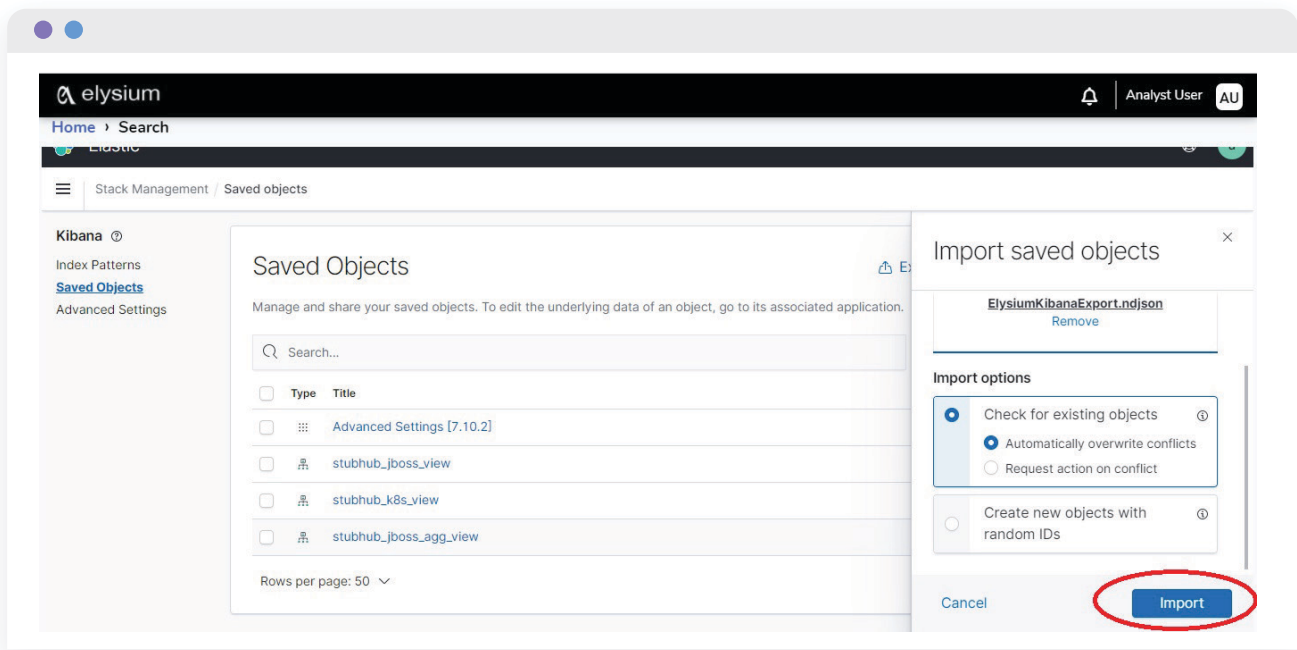 elysium
Analyst User AU
Home › Search
Elastic
Stack Management / Saved objects
Kibana
Index Patterns
Saved Objects
Advanced Settings
Saved Objects
Manage and share your saved objects. To edit the underlying data of an object, go to its associated application.
Search...
Type Title
Advanced Settings [7.10.2]
stubhub_jboss_view
stubhub_k8s_view
stubhub_jboss_agg_view
Rows per page: 50
Import saved objects
ElysiumKibanaExport.ndjson
Remove
Import options
Check for existing objects
Automatically overwrite conflicts
Request action on conflict
Create new objects with
random IDs
Cancel
Import